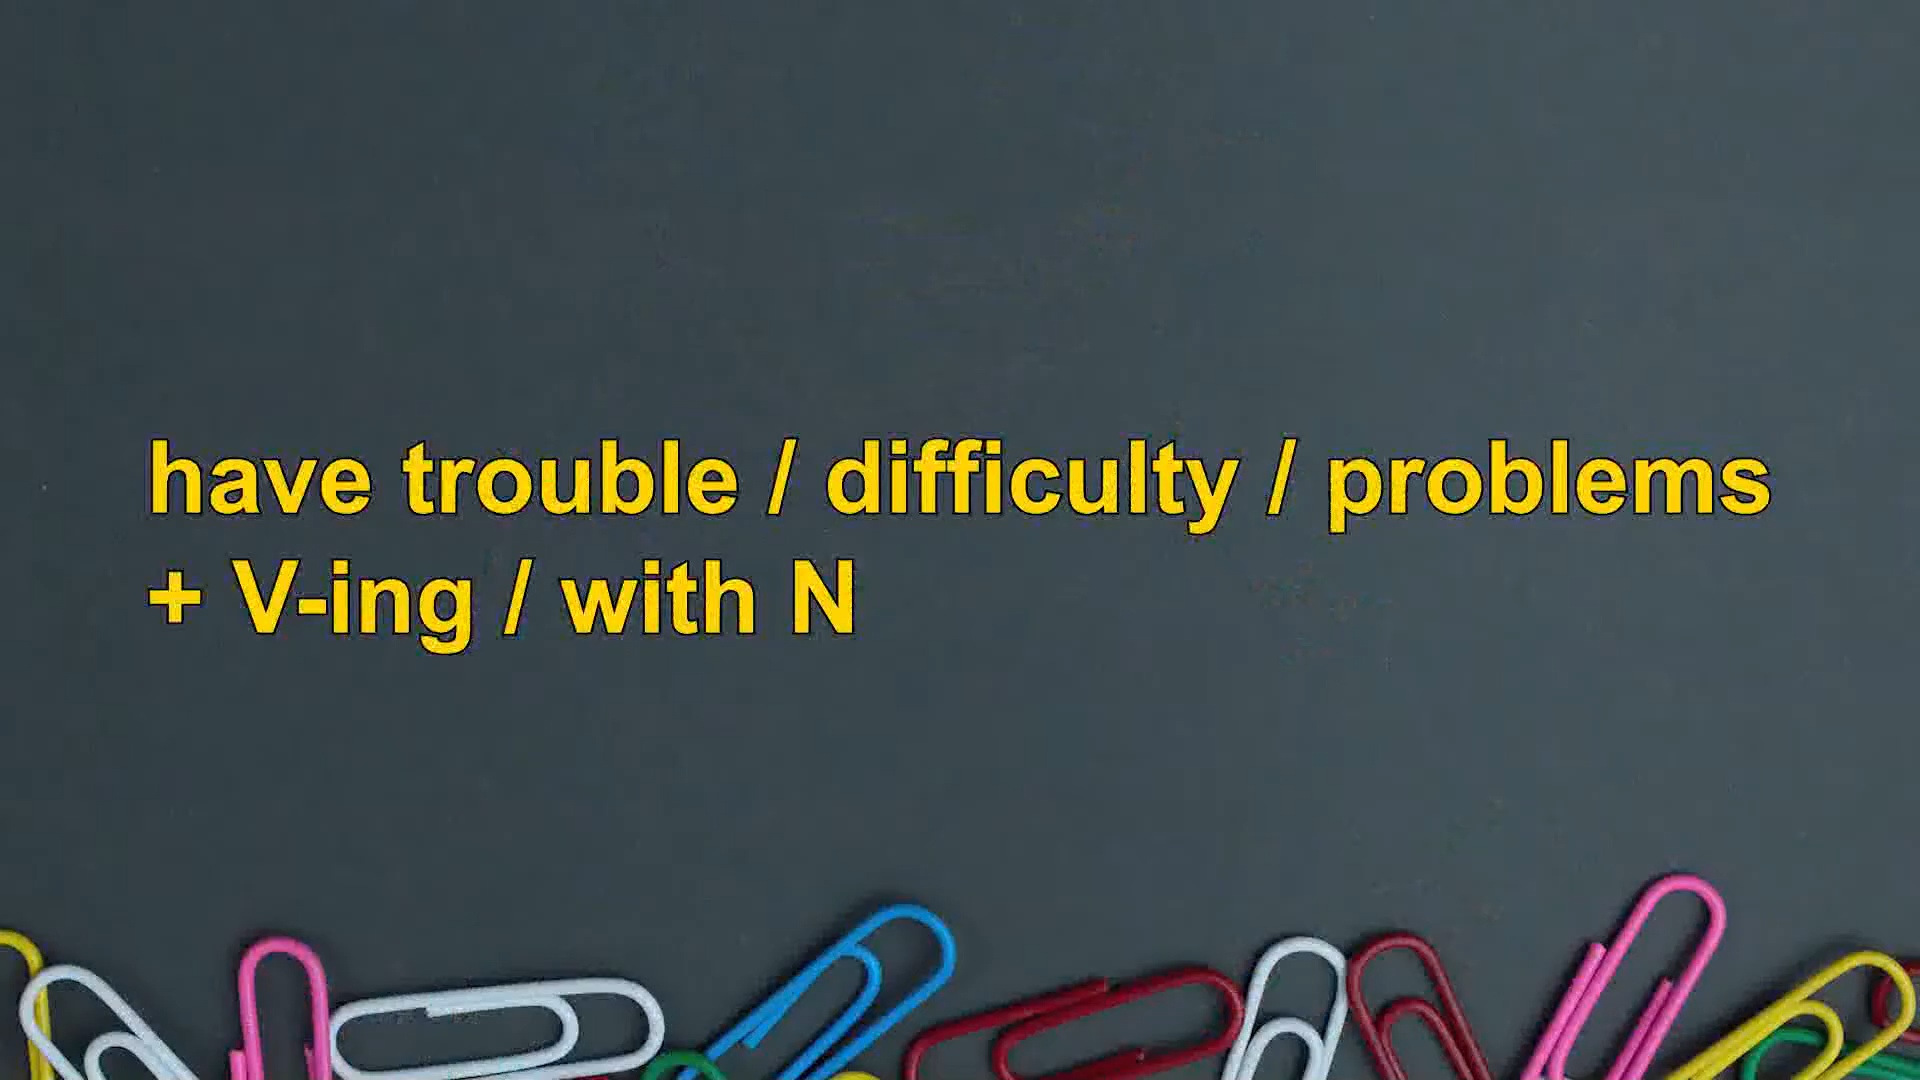 have trouble / difficulty / problems
+ V-ing / with N